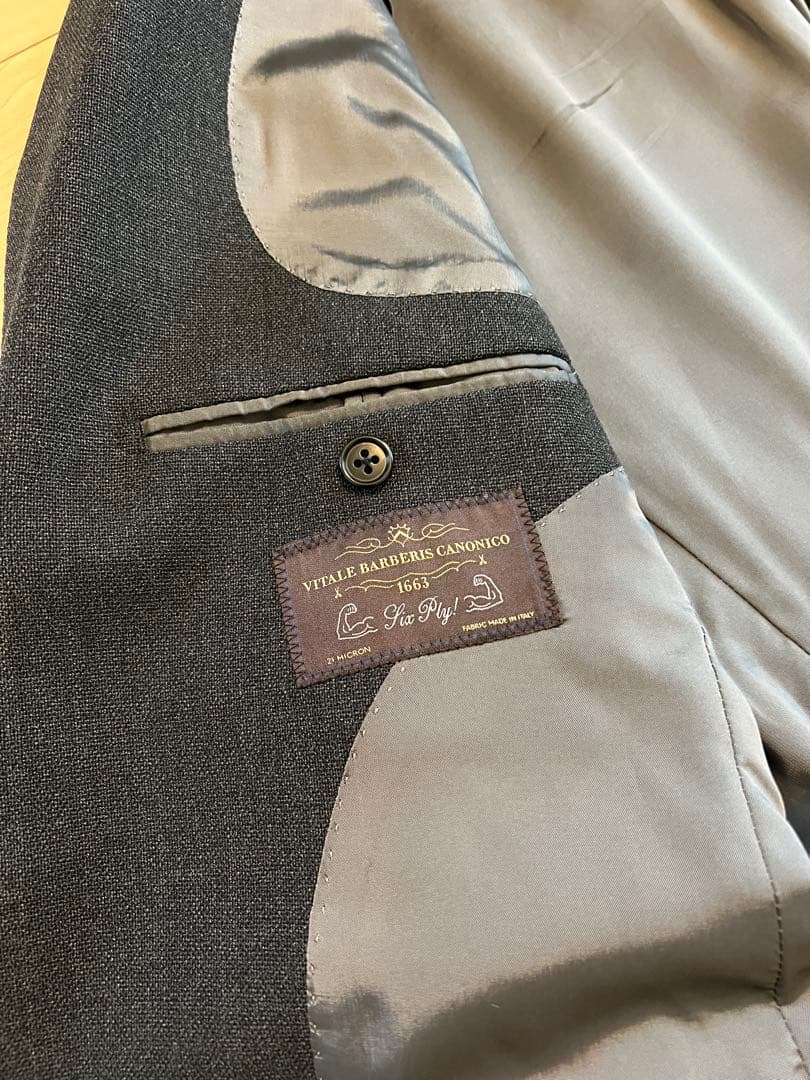 VITALE BARBERIS CANONICO
1663
Six Ply!
21 MICRON
FABRIC MADE IN ITALY